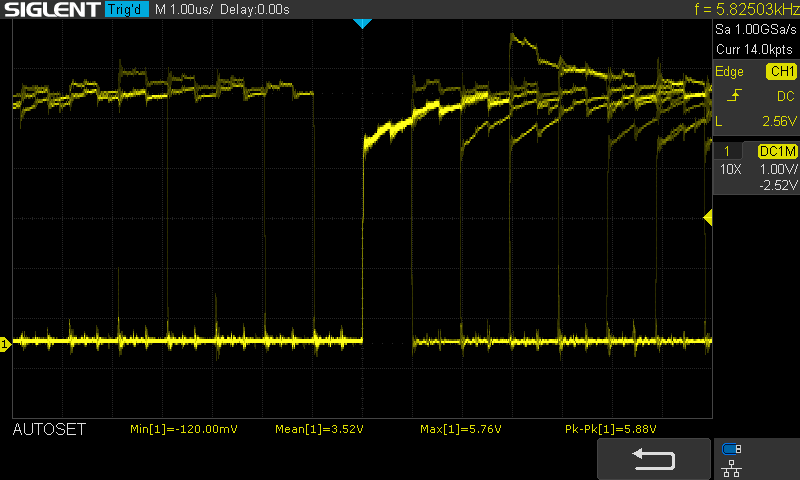 SIGLENT Trig'd M 1.00us/ Delay:0.00s f = 5.82503kHz
Sa 1.00GSa/s
Curr 14.0kpts
Edge CH1
DC
L 2.56V
1 DC1M
10X 1.00V/
-2.52V
1
AUTOSET Min[1]=-120.00mV Mean[1]=3.52V Max[1]=5.76V Pk-Pk[1]=5.88V